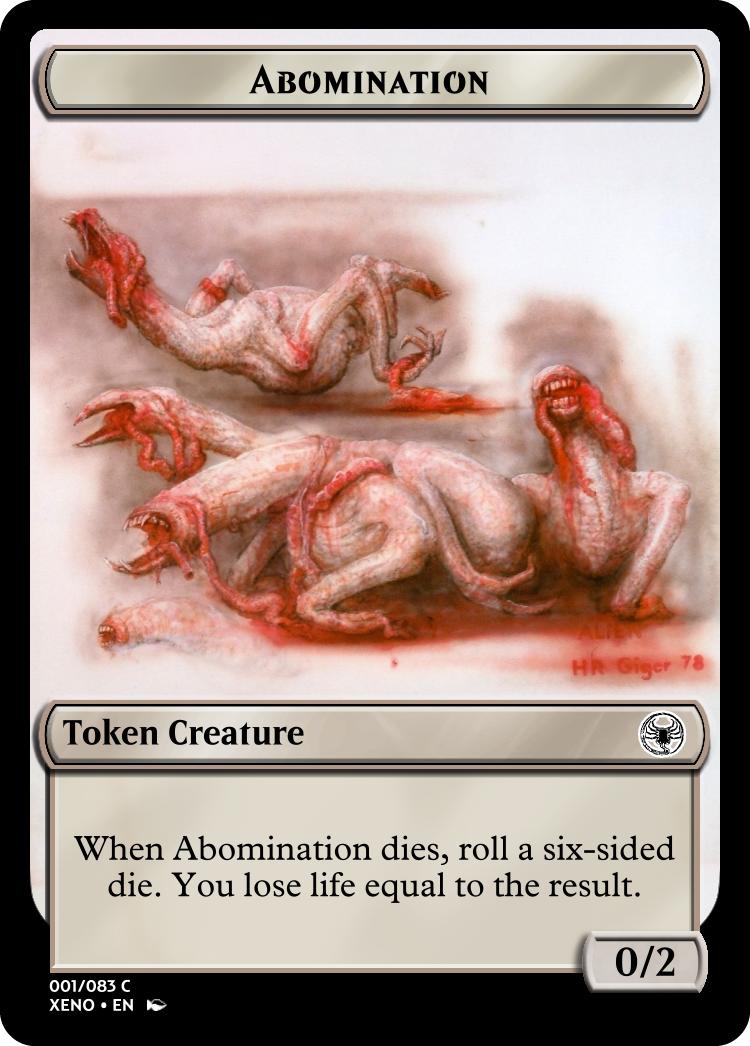 Abomination
ALIEN
HR Giger 78
Token Creature
When Abomination dies, roll a six-sided
die. You lose life equal to the result.
0/2
001/083 C
XENO • EN